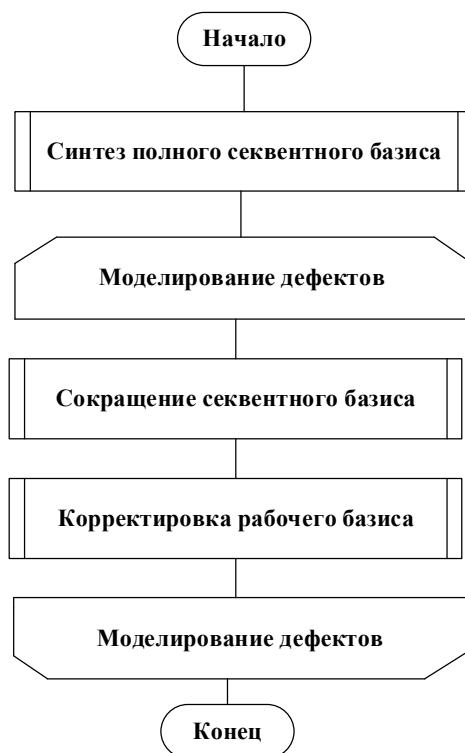 Начало
Синтез полного секвентного базиса
Моделирование дефектов
Сокращение секвентного базиса
Корректировка рабочего базиса
Моделирование дефектов
Конец